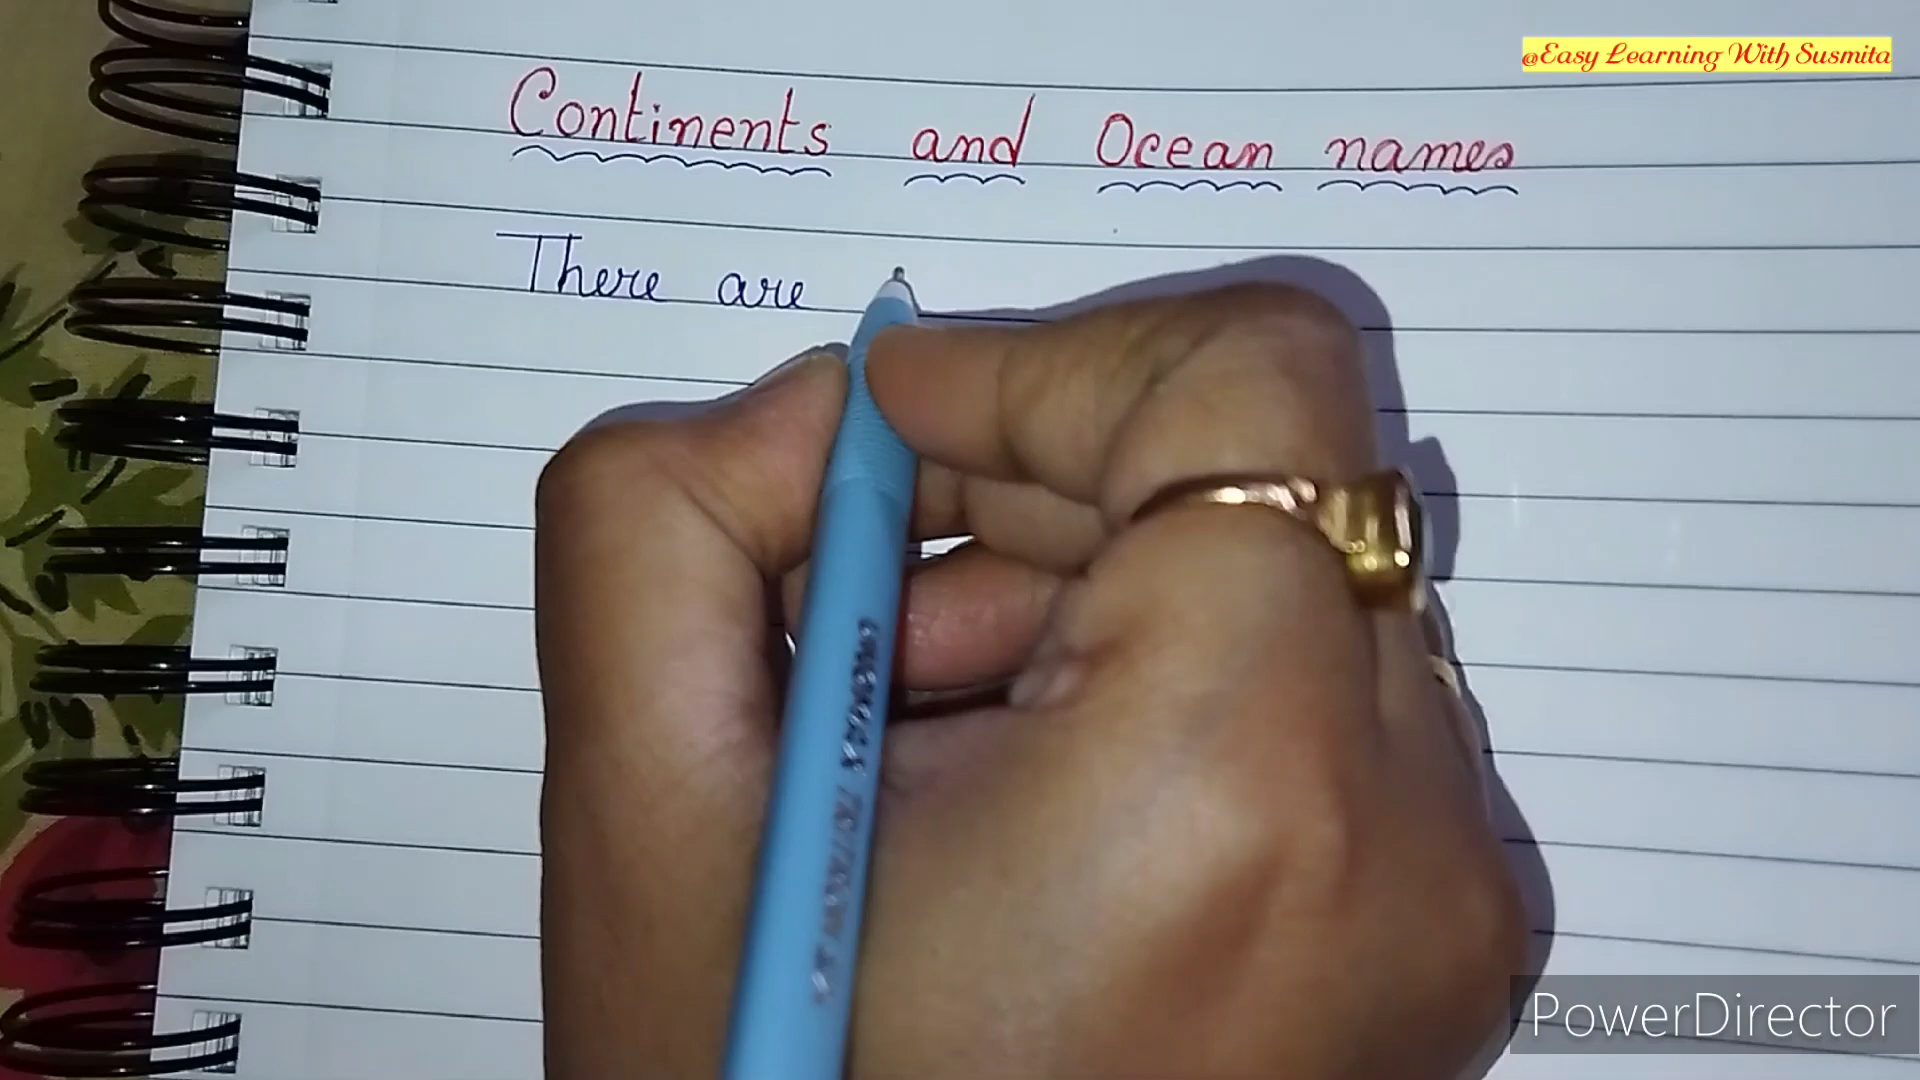 @Easy Learning With Susmita
Continents and Ocean names
There are
PowerDirector